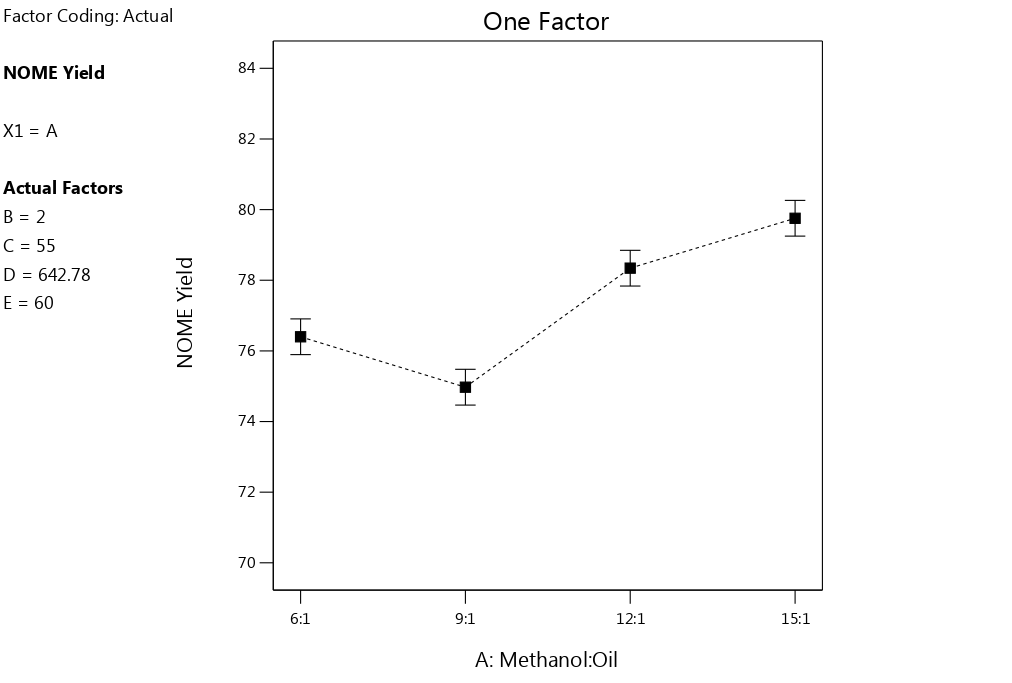 Factor Coding: Actual
NOME Yield
X1 = A
Actual Factors
B = 2
C = 55
D = 642.78
E = 60
One Factor
84
82
80
78
76
74
72
70
NOME Yield
6:1
9:1
12:1
15:1
A: Methanol:Oil